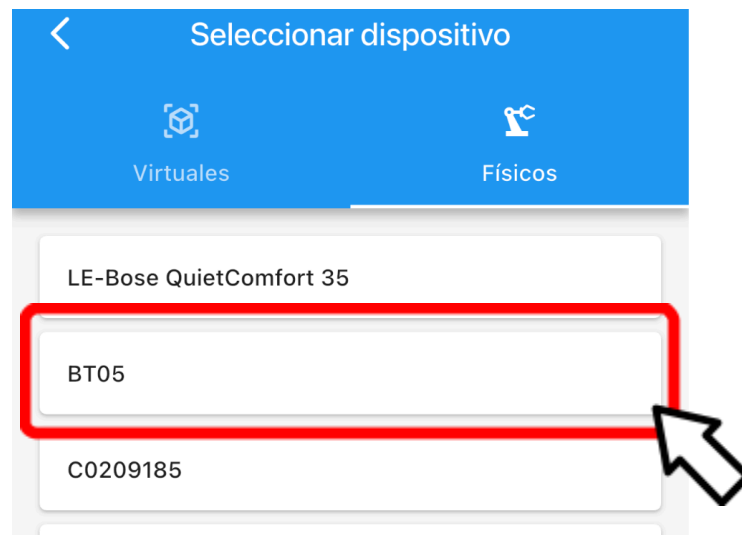 Seleccionar dispositivo
Virtuales
Físicos
LE-Bose QuietComfort 35
BT05
C0209185